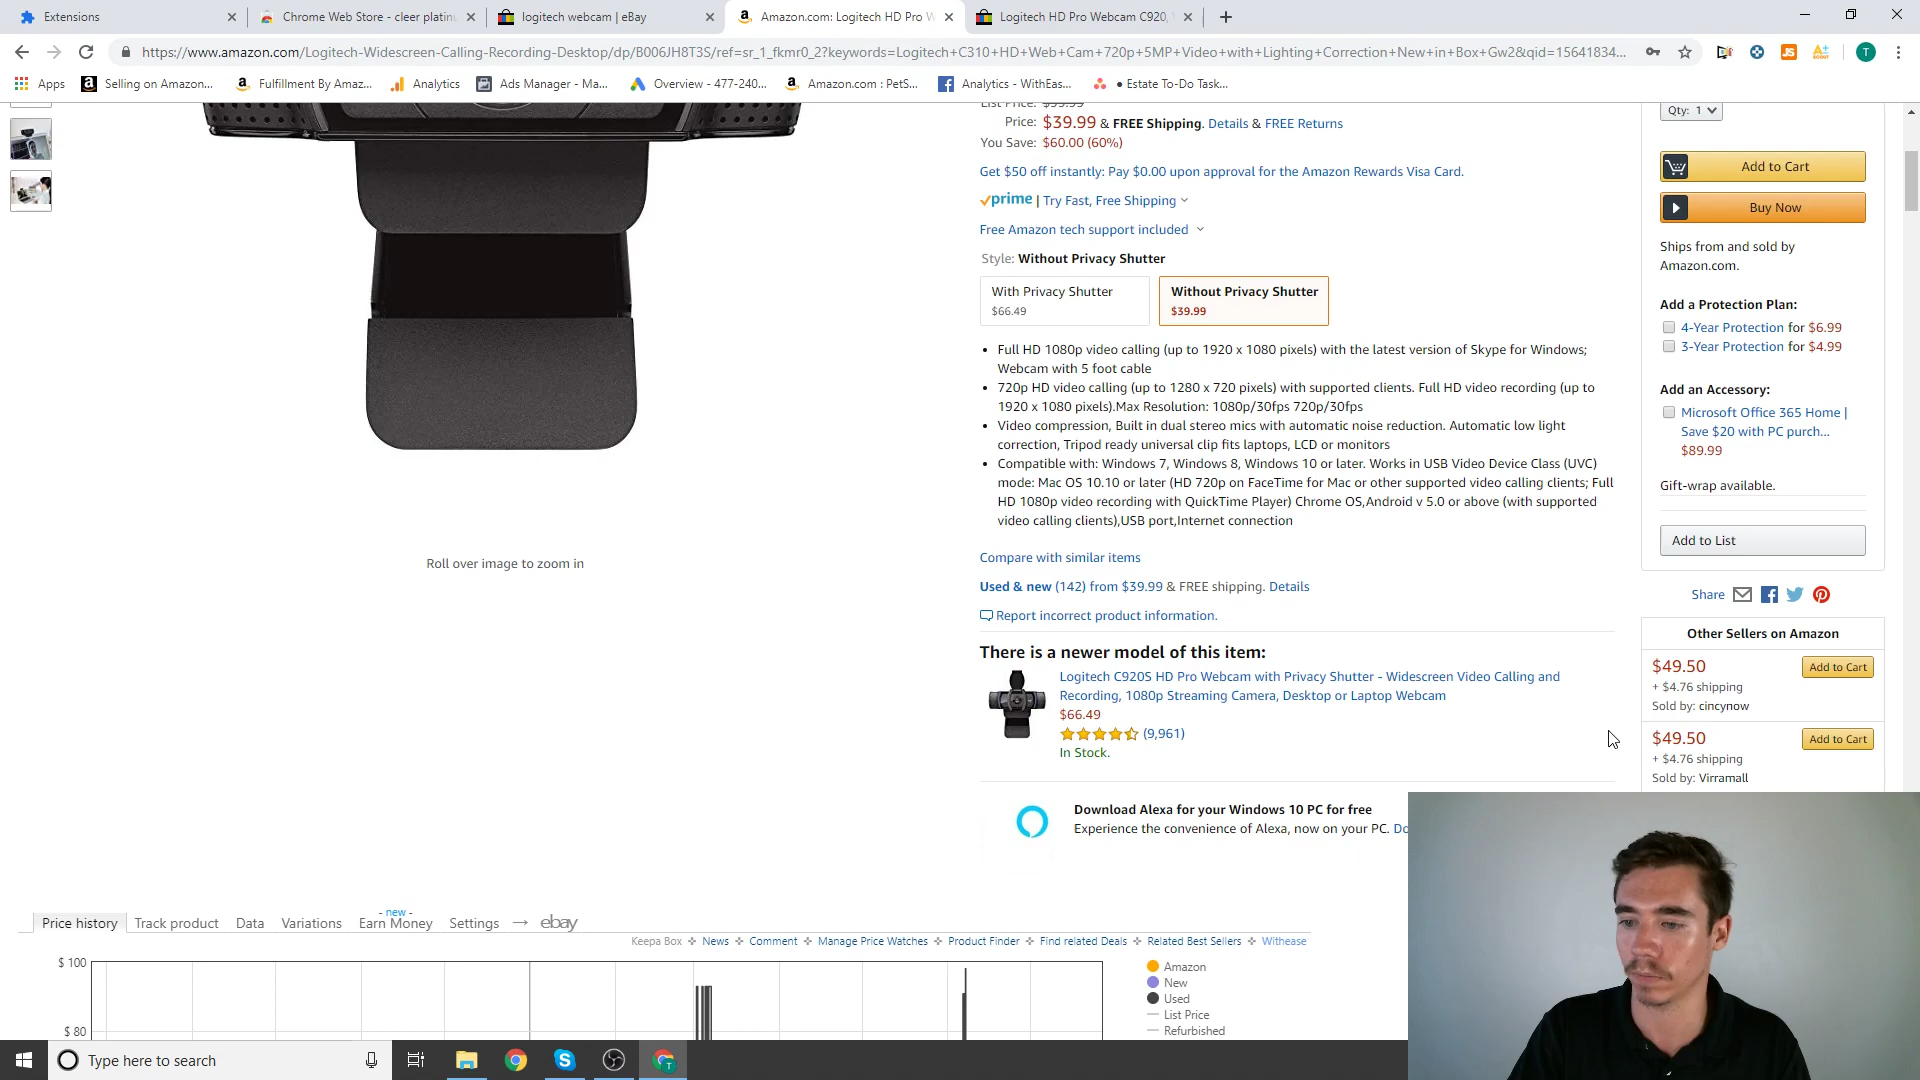 Extensions
Chrome Web Store - cleer platinu
logitech webcam | eBay
Amazon.com: Logitech HD Pro W
Logitech HD Pro Webcam C920,
https://www.amazon.com/Logitech-Widescreen-Calling-Recording-Desktop/dp/B006JH8T3S/ref=sr_1_fkmr0_2?keywords=Logitech+C310+HD+Web+Cam+720p+5MP+Video+with+Lighting+Correction+New+in+Box+Gw2&qid=15641834...
Apps
Selling on Amazon...
Fulfillment By Amaz...
Analytics
Ads Manager - Ma...
Overview - 477-240...
Amazon.com : PetS...
Analytics - WithEas...
• Estate To-Do Task...
List Price: $99.99
Price: $39.99 & FREE Shipping. Details & FREE Returns
You Save: $60.00 (60%)
Get $50 off instantly: Pay $0.00 upon approval for the Amazon Rewards Visa Card.
prime | Try Fast, Free Shipping
Free Amazon tech support included
Style: Without Privacy Shutter
With Privacy Shutter
$66.49
Without Privacy Shutter
$39.99
• Full HD 1080p video calling (up to 1920 x 1080 pixels) with the latest version of Skype for Windows;
Webcam with 5 foot cable
• 720p HD video calling (up to 1280 x 720 pixels) with supported clients. Full HD video recording (up to
1920 x 1080 pixels).Max Resolution: 1080p/30fps 720p/30fps
• Video compression, Built in dual stereo mics with automatic noise reduction. Automatic low light
correction, Tripod ready universal clip fits laptops, LCD or monitors
• Compatible with: Windows 7, Windows 8, Windows 10 or later. Works in USB Video Device Class (UVC)
mode: Mac OS 10.10 or later (HD 720p on FaceTime for Mac or other supported video calling clients; Full
HD 1080p video recording with QuickTime Player) Chrome OS,Android v 5.0 or above (with supported
video calling clients),USB port,Internet connection
Compare with similar items
Used & new (142) from $39.99 & FREE shipping. Details
Report incorrect product information.
There is a newer model of this item:
Logitech C920S HD Pro Webcam with Privacy Shutter - Widescreen Video Calling and
Recording, 1080p Streaming Camera, Desktop or Laptop Webcam
$66.49
(9,961)
In Stock.
Download Alexa for your Windows 10 PC for free
Experience the convenience of Alexa, now on your PC. Do
Roll over image to zoom in
Qty: 1
Add to Cart
Buy Now
Ships from and sold by
Amazon.com.
Add a Protection Plan:
4-Year Protection for $6.99
3-Year Protection for $4.99
Add an Accessory:
Microsoft Office 365 Home |
Save $20 with PC purch...
$89.99
Gift-wrap available.
Add to List
Share
Other Sellers on Amazon
$49.50
Add to Cart
+ $4.76 shipping
Sold by: cincynow
$49.50
Add to Cart
+ $4.76 shipping
Sold by: Virramall
- new -
Price history
Track product
Data
Variations
Earn Money
Settings
ebay
Keepa Box
News
Comment
Manage Price Watches
Product Finder
Find related Deals
Related Best Sellers
Withease
$ 100
$ 80
Amazon
New
Used
List Price
Refurbished
Type here to search
T
JS